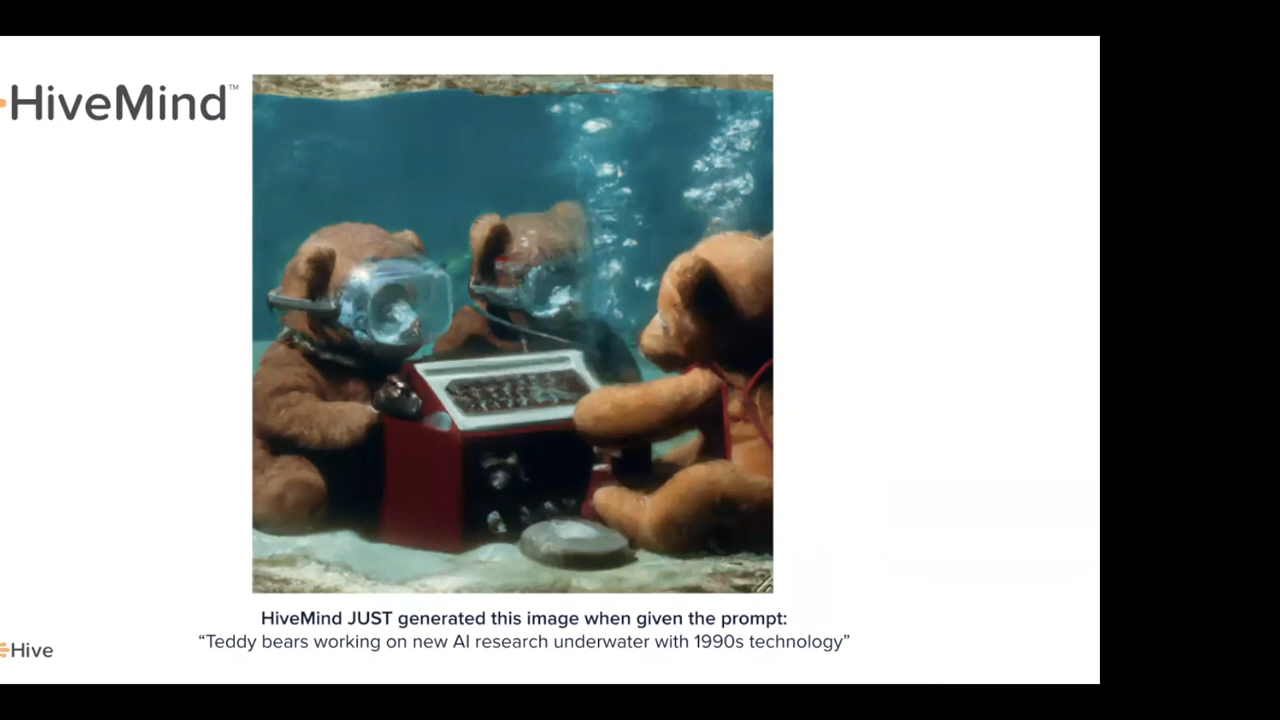 HiveMind™
HiveMind JUST generated this image when given the prompt:
“Teddy bears working on new AI research underwater with 1990s technology”
Hive